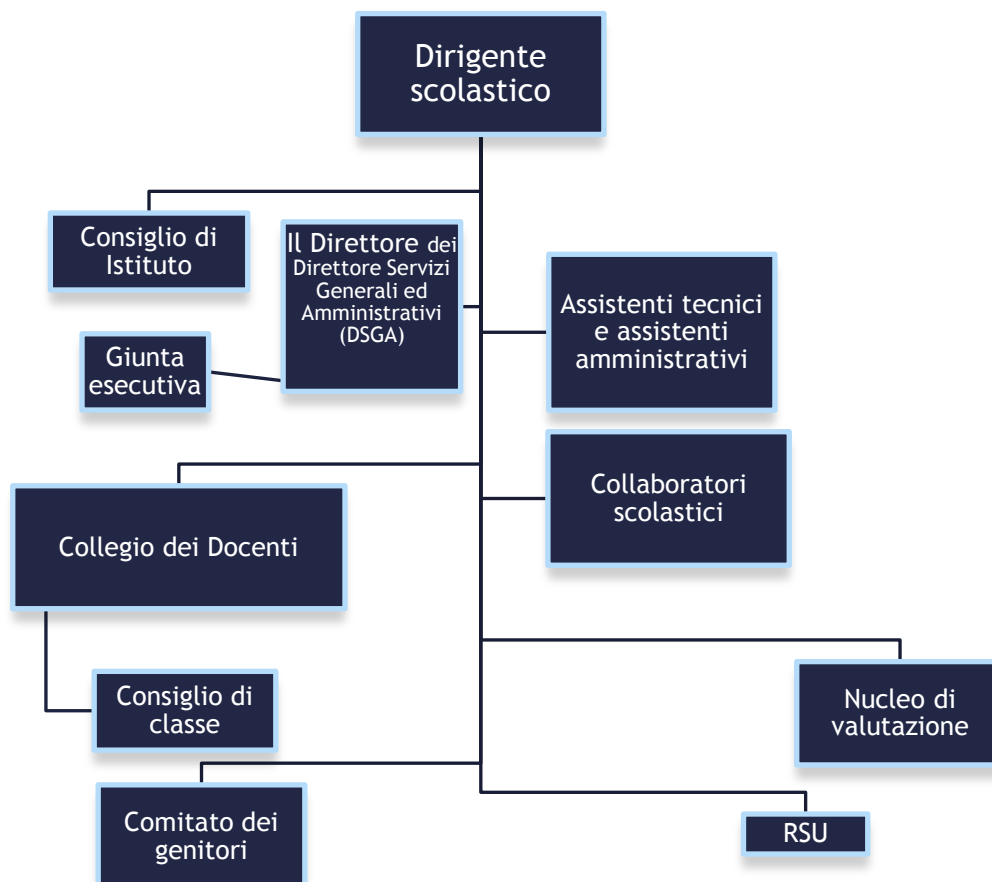 Dirigente
scolastico
Consiglio di
Istituto
Il Direttore dei
Direttore Servizi
Generali ed
Amministrativi
(DSGA)
Assistenti tecnici
e assistenti
amministrativi
Giunta
esecutiva
Collaboratori
scolastici
Collegio dei Docenti
Consiglio di
classe
Nucleo di
valutazione
Comitato dei
genitori
RSU